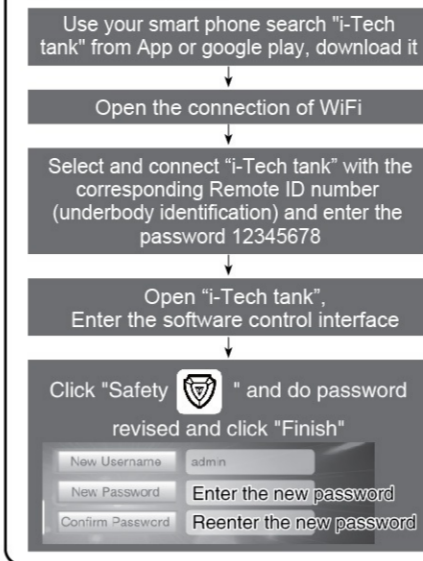 Use your smart phone search "i-Tech
tank" from App or google play, download it
Open the connection of WiFi
Select and connect “i-Tech tank” with the
corresponding Remote ID number
(underbody identification) and enter the
password 12345678
Open “i-Tech tank”,
Enter the software control interface
Click "Safety " and do password
revised and click "Finish"
New Username admin
New Password Enter the new password
Confirm Password Reenter the new password